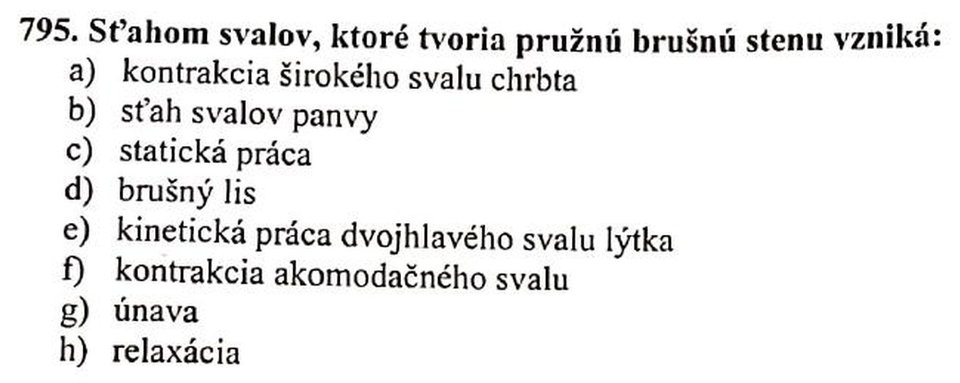 795. Sťahom svalov, ktoré tvoria pružnú brušnú stenu vzniká:
a) kontrakcia širokého svalu chrbta
b) sťah svalov panvy
c) statická práca
d) brušný lis
e) kinetická práca dvojhlavého svalu lýtka
f) kontrakcia akomodačného svalu
g) únava
h) relaxácia